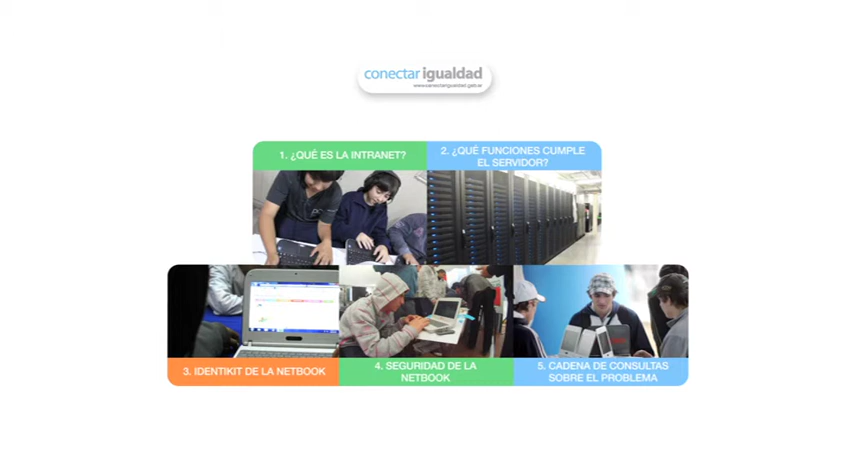 conectar igualdad
www.conectarigualdad.gob.ar
1. ¿QUÉ ES LA INTRANET?
2. ¿QUÉ FUNCIONES CUMPLE
EL SERVIDOR?
3. IDENTIKIT DE LA NETBOOK
4. SEGURIDAD DE LA
NETBOOK
5. CADENA DE CONSULTAS
SOBRE EL PROBLEMA